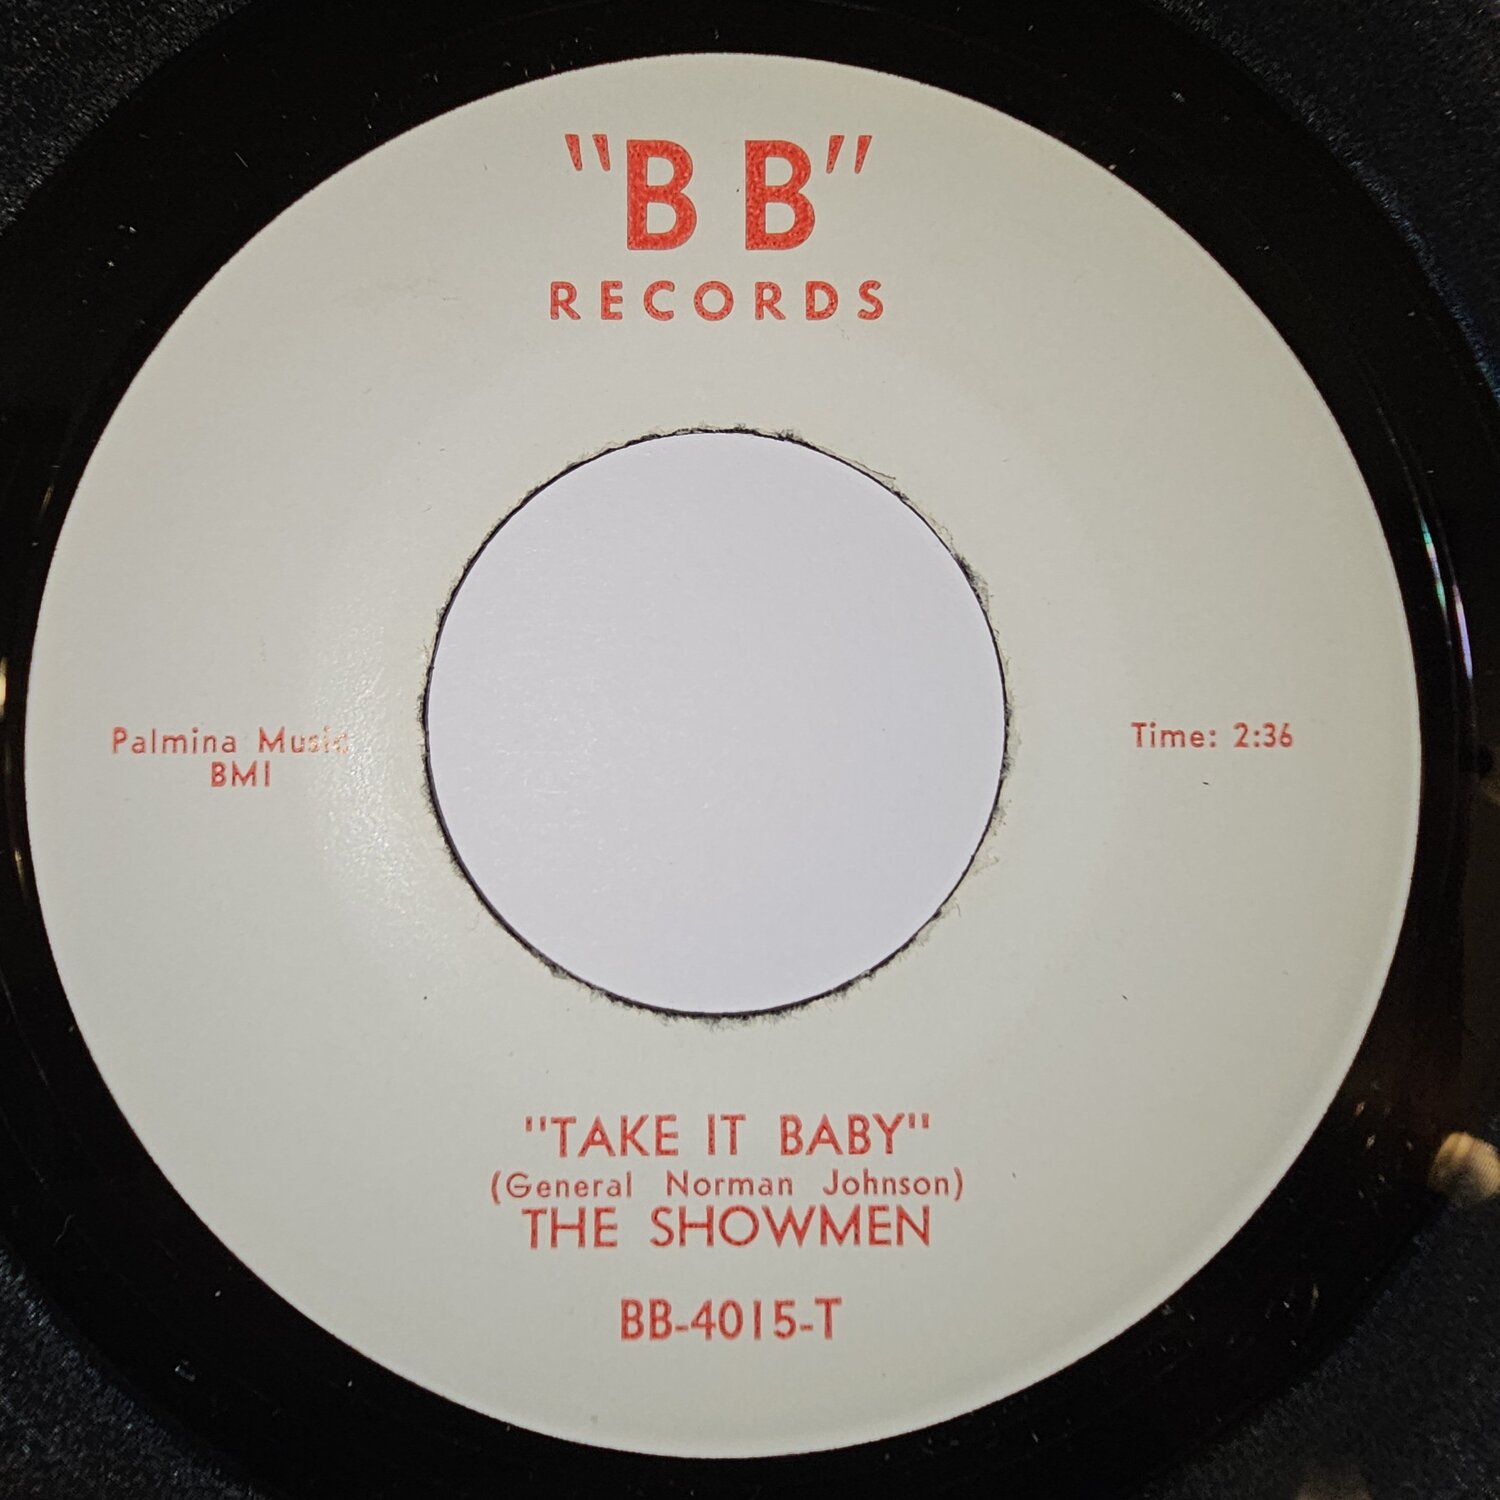 "B B"
RECORDS
Palmina Music
BMI
Time: 2:36
"TAKE IT BABY"
(General Norman Johnson)
THE SHOWMEN
BB-4015-T